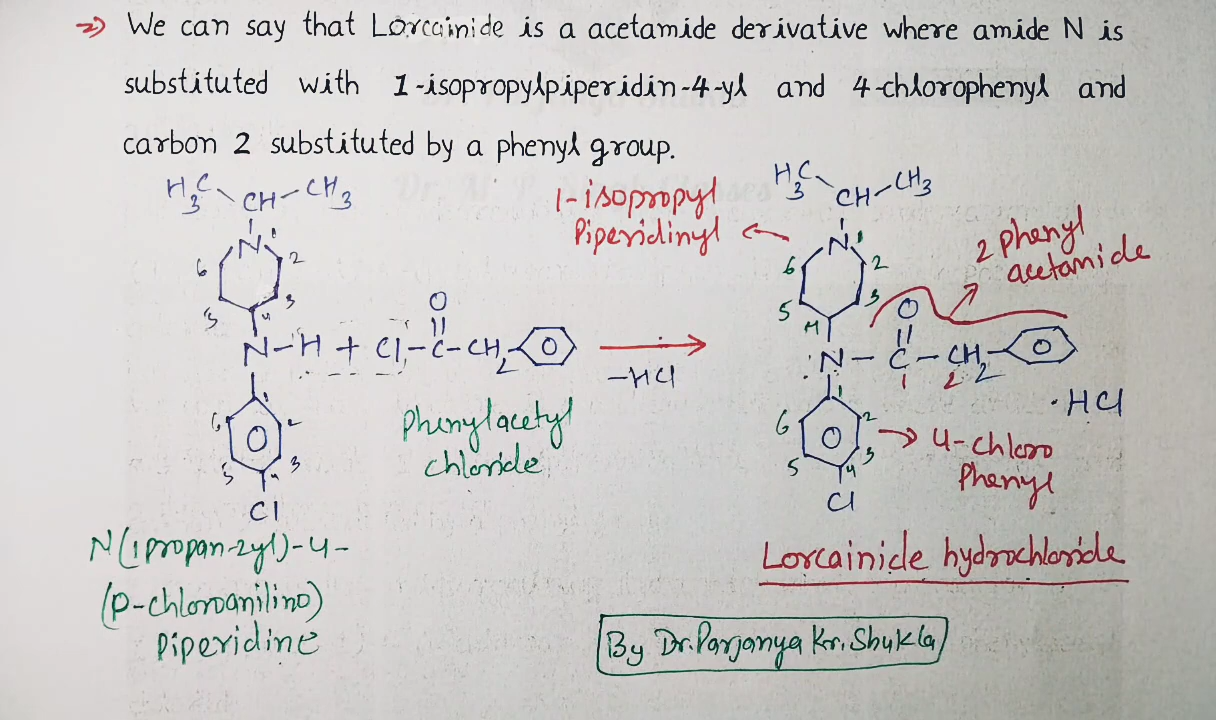 ⇒ We can say that Lorcainide is a acetamide derivative where amide N is
substituted with 1-isopropylpiperidin-4-yl and 4-chlorophenyl and
carbon 2 substituted by a phenyl group.
H3C CH-CH3
N 1
6 2
5 3
4
N-H + Cl-C-CH2
O
-HCl
1
6 2
5 3
4
Cl
Phenylacetyl
chloride
N(1propan-2yl)-4-
(p-chloroanilino)
Piperidine
1-isopropyl
Piperidinyl
H3C CH-CH3
N 1
6 2
5 3
4
2 phenyl
acetamide
O
:N-C-CH2
1 2
.HCl
1
6 2
5 3
4
Cl
4-chloro
Phenyl
Lorcainide hydrochloride
By Dr.Parjanya Kr. Shukla